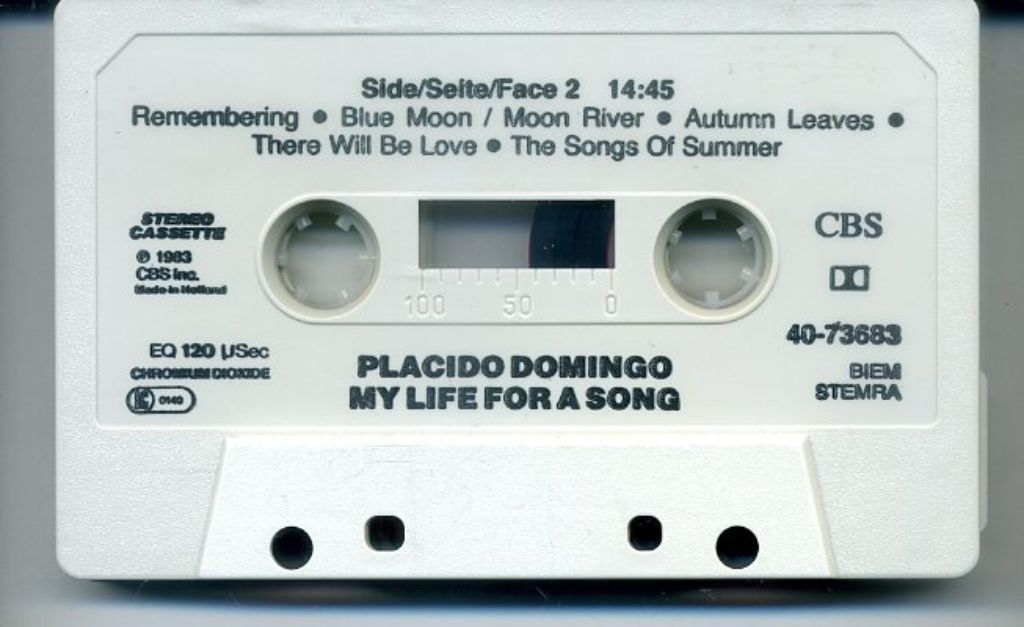 Side/Seite/Face 2 14:45
Remembering • Blue Moon / Moon River • Autumn Leaves •
There Will Be Love • The Songs Of Summer
STEREO
CASSETTE
℗ 1983
CBS Inc.
Made in Holland
EQ 120 µSec
CHROMIUM DIOXIDE
0149
100 50 0
CBS
40-73683
BIEM
STEMRA
PLACIDO DOMINGO
MY LIFE FOR A SONG